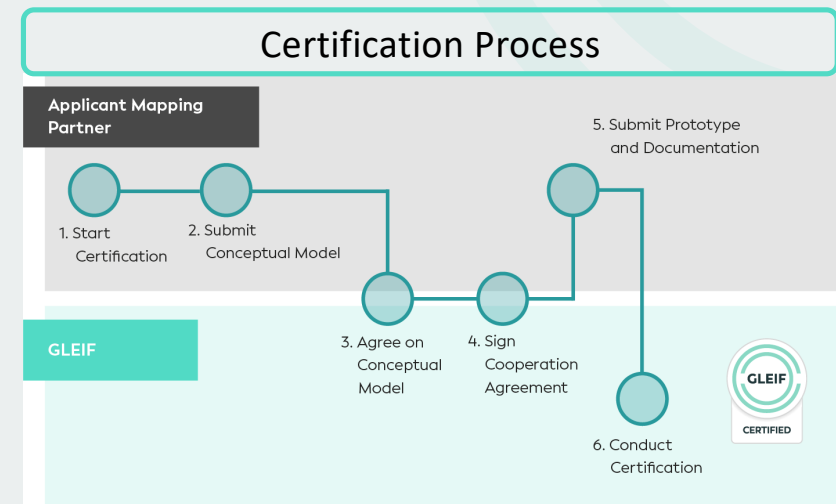 Certification Process
Applicant Mapping
Partner
5. Submit Prototype
and Documentation
1. Start
Certification
2. Submit
Conceptual Model
3. Agree on
Conceptual
Model
4. Sign
Cooperation
Agreement
GLEIF
GLEIF
CERTIFIED
6. Conduct
Certification